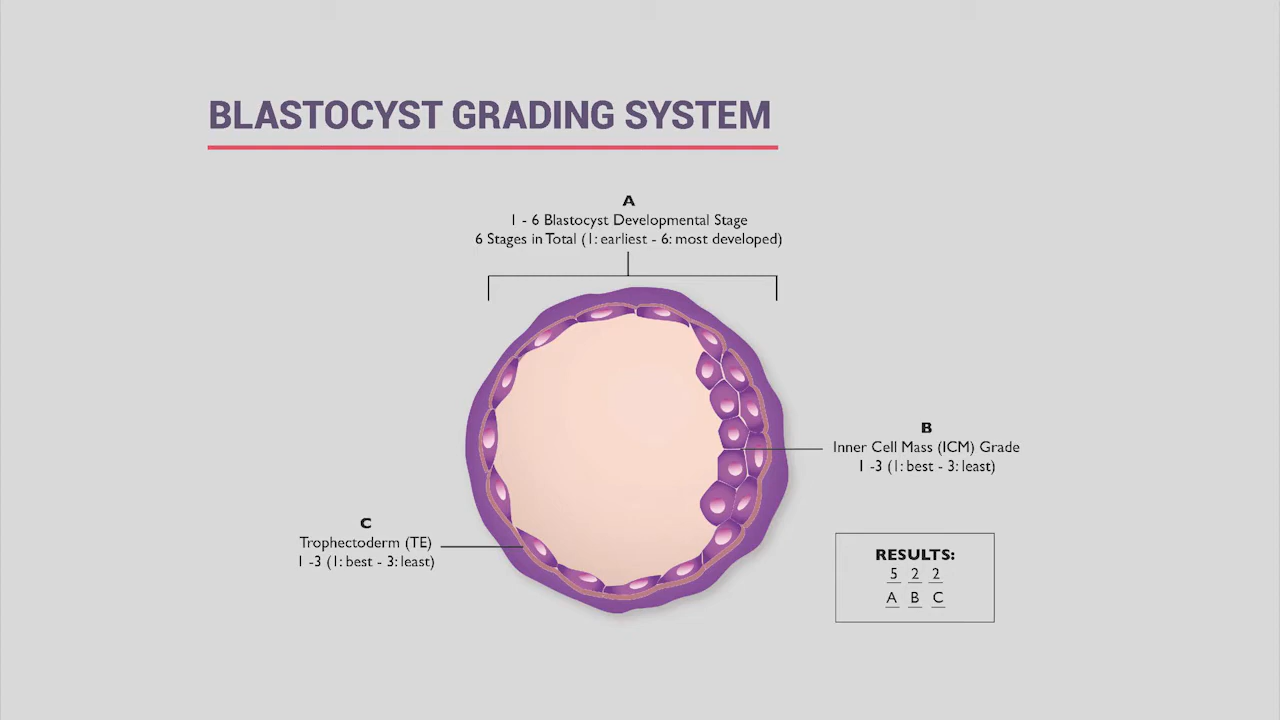 BLASTOCYST GRADING SYSTEM
A
1 - 6 Blastocyst Developmental Stage
6 Stages in Total (1: earliest - 6: most developed)
B
Inner Cell Mass (ICM) Grade
1 -3 (1: best - 3: least)
C
Trophectoderm (TE)
1 -3 (1: best - 3: least)
RESULTS:
5 2 2
A B C